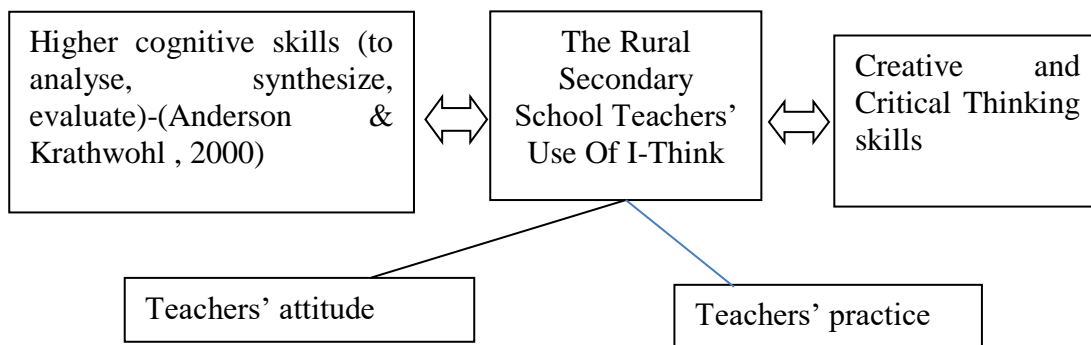 Higher cognitive skills (to
analyse, synthesize,
evaluate)-(Anderson &
Krathwohl , 2000)
The Rural
Secondary
School Teachers’
Use Of I-Think
Creative and
Critical Thinking
skills
Teachers’ attitude
Teachers’ practice